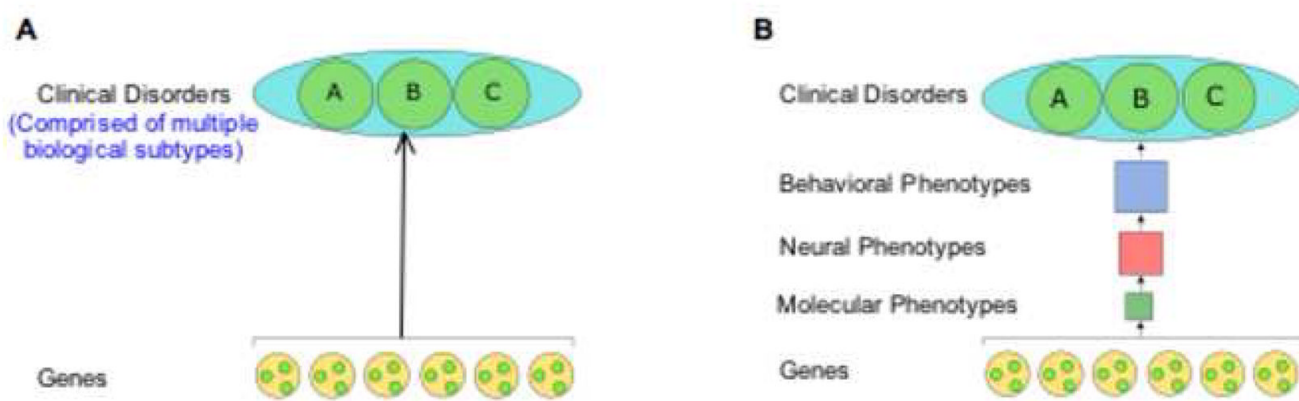 A
Clinical Disorders
(Comprised of multiple
biological subtypes)
A B C
Genes
B
Clinical Disorders
A B C
Behavioral Phenotypes
Neural Phenotypes
Molecular Phenotypes
Genes